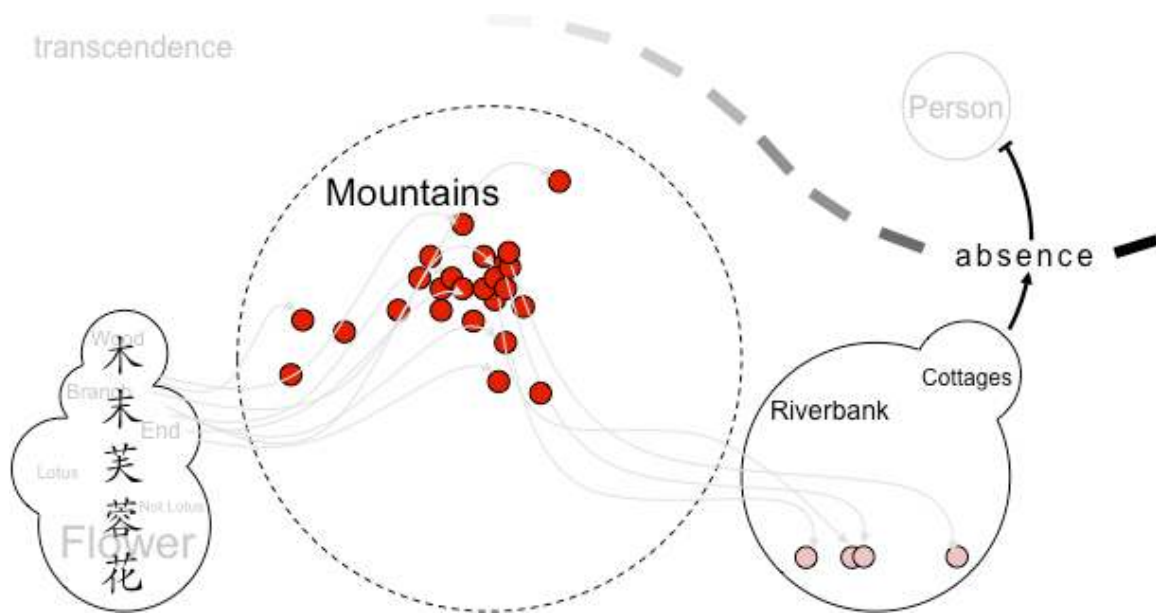 transcendence
Person
Mountains
absence
Wood
木
Cottages
Branch
末
Riverbank
End
芙
Lotus
蓉
Not Lotus
Flower
花